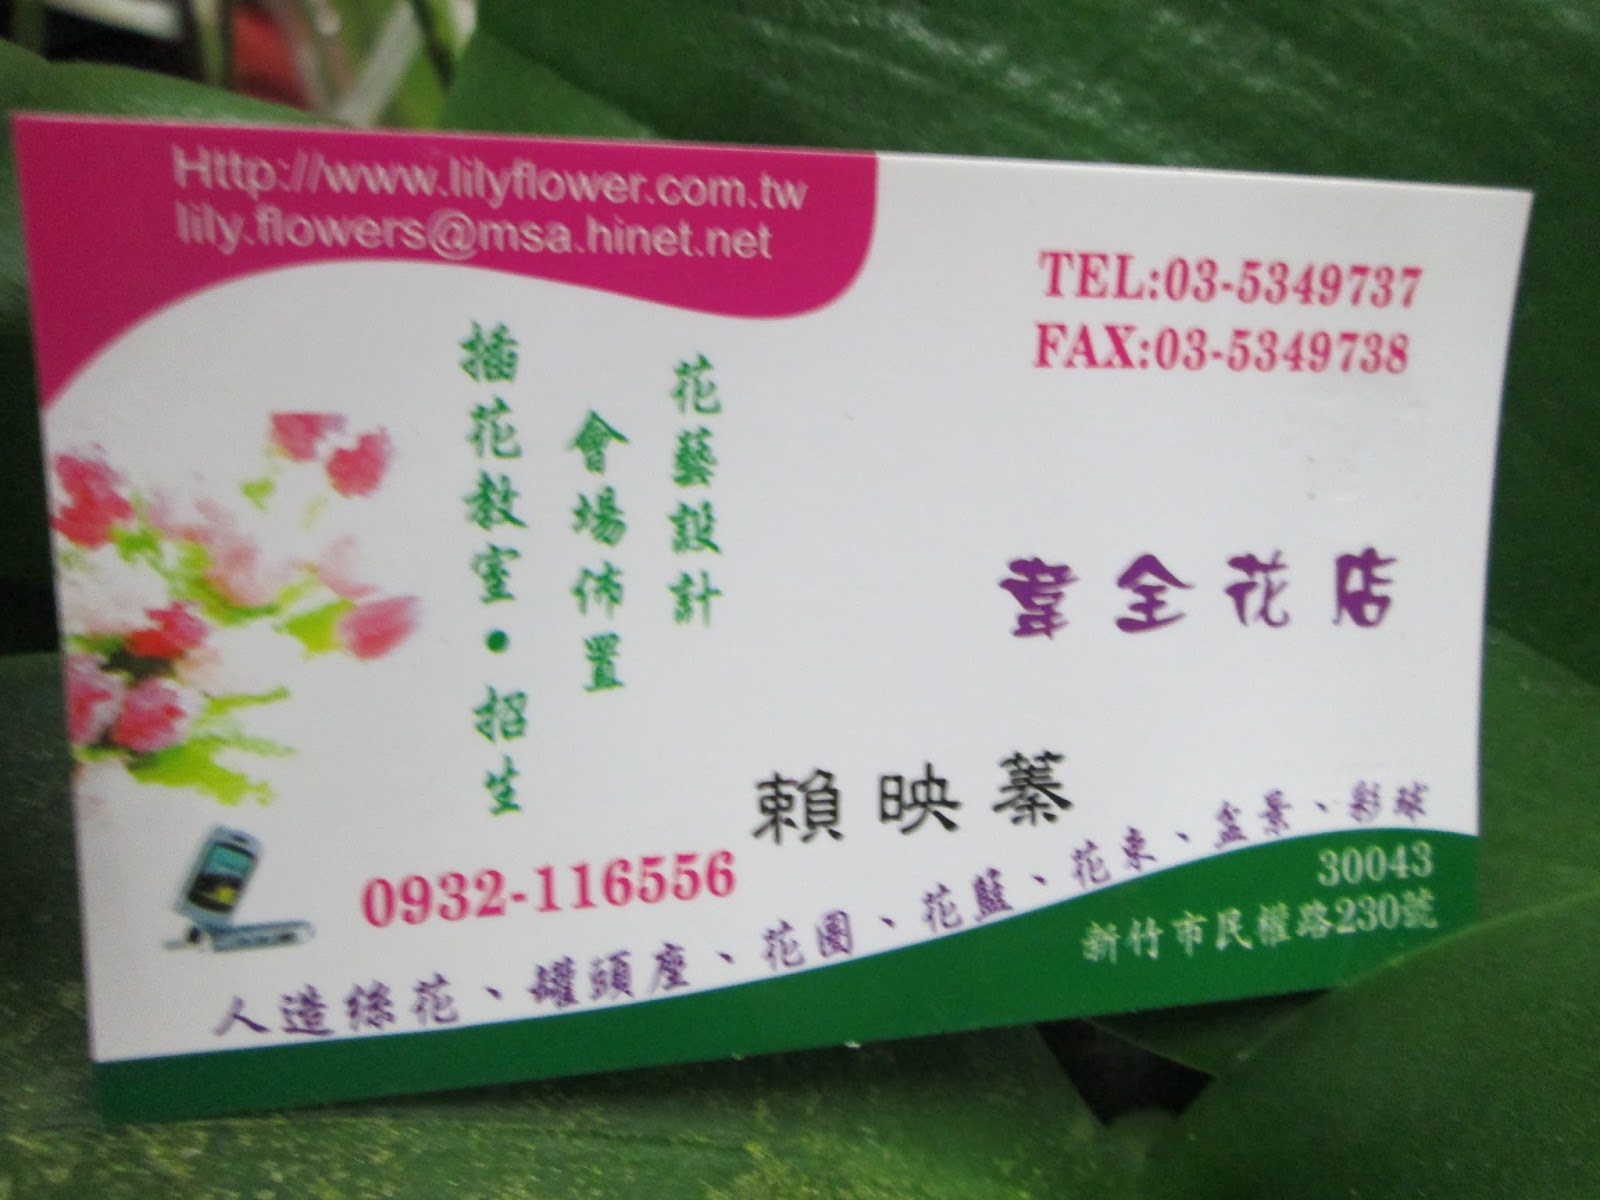 Http://www.lilyflower.com.tw
lily.flowers@msa.hinet.net
TEL:03-5349737
FAX:03-5349738
花藝設計
會場佈置
插花教室•招生
韋全花店
賴映蓁
0932-116556
人造絲花、罐頭座、花圈、花籃、花束、盆景、彩球
30043
新竹市民權路230號